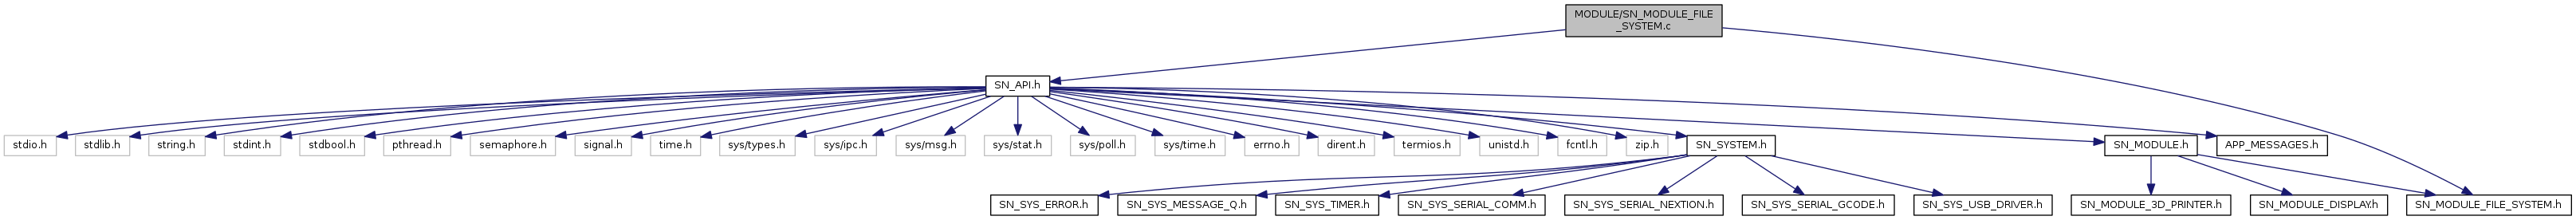 MODULE/SN_MODULE_FILE
_SYSTEM.c
SN_API.h
stdio.h
stdlib.h
string.h
stdint.h
stdbool.h
pthread.h
semaphore.h
signal.h
time.h
sys/types.h
sys/ipc.h
sys/msg.h
sys/stat.h
sys/poll.h
sys/time.h
errno.h
dirent.h
termios.h
unistd.h
fcntl.h
zip.h
SN_SYSTEM.h
SN_MODULE.h
APP_MESSAGES.h
SN_SYS_ERROR.h
SN_SYS_MESSAGE_Q.h
SN_SYS_TIMER.h
SN_SYS_SERIAL_COMM.h
SN_SYS_SERIAL_NEXTION.h
SN_SYS_SERIAL_GCODE.h
SN_SYS_USB_DRIVER.h
SN_MODULE_3D_PRINTER.h
SN_MODULE_DISPLAY.h
SN_MODULE_FILE_SYSTEM.h